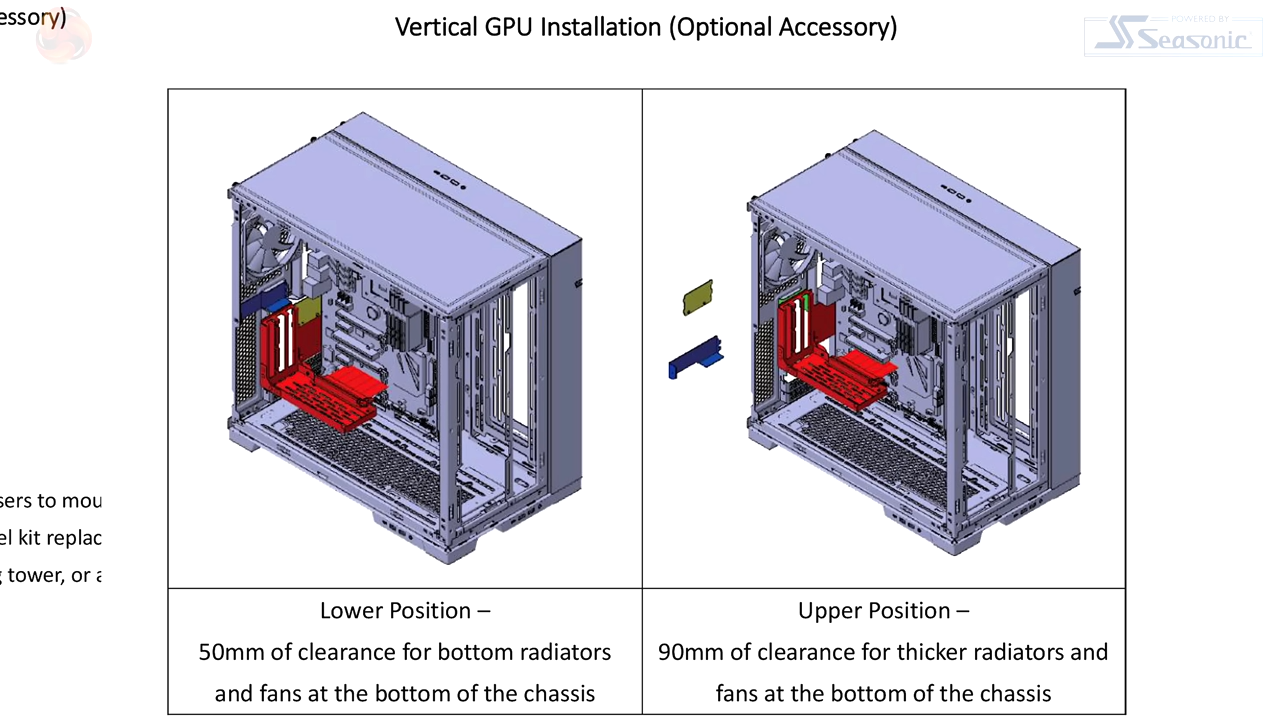 essory)
Vertical GPU Installation (Optional Accessory)
POWERED BY
Seasonic
sers to mou
el kit replac
tower, or
Lower Position –
50mm of clearance for bottom radiators
and fans at the bottom of the chassis
Upper Position –
90mm of clearance for thicker radiators and
fans at the bottom of the chassis